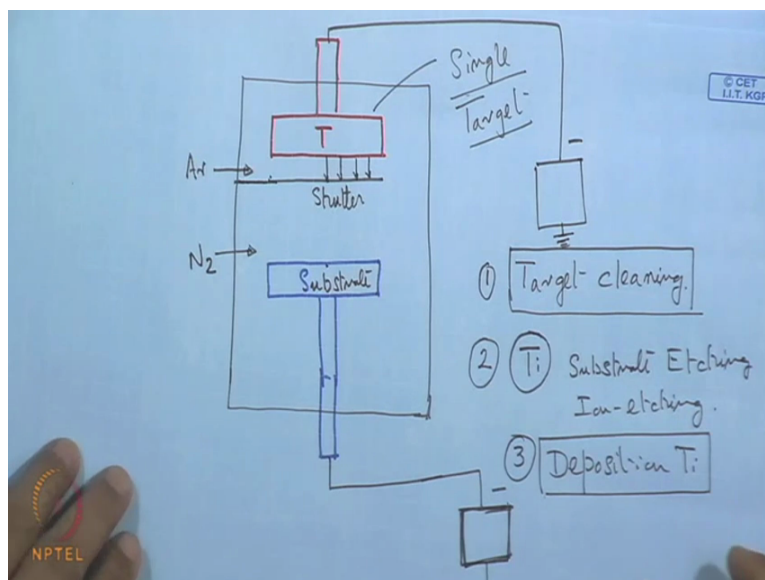 Single
Target
© CET
I.I.T. KGP
T
Ar
Shutter
N₂
Substrate
① Target cleaning.
② Ti Substrate Etching
Ion-etching.
③ Deposition Ti
NPTEL